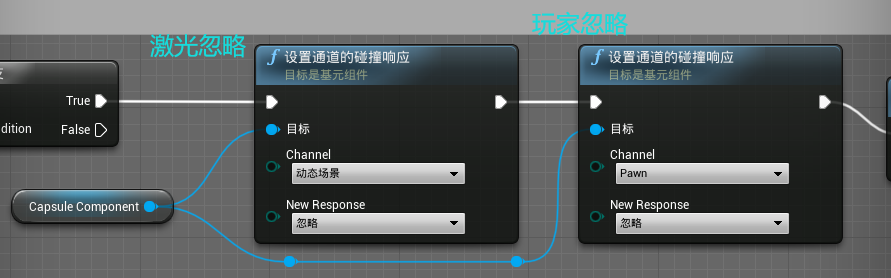 激光忽略
玩家忽略
True
False
dition
Capsule Component
设置通道的碰撞响应
目标是基元组件
目标
Channel
动态场景
New Response
忽略
设置通道的碰撞响应
目标是基元组件
目标
Channel
Pawn
New Response
忽略